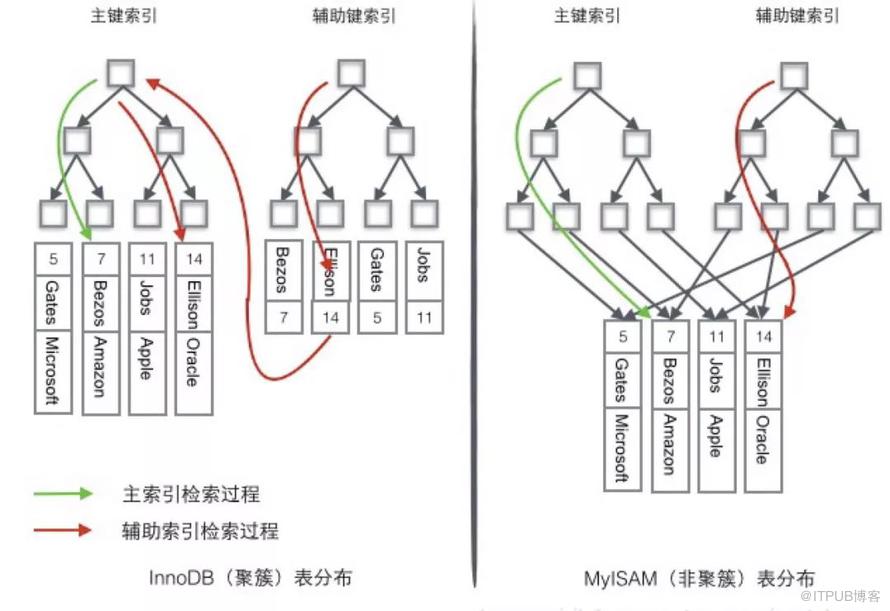 主键索引
辅助键索引
主键索引
辅助键索引
5
Gates
Microsoft
7
Bezos
Amazon
11
Jobs
Apple
14
Ellison
Oracle
Bezos
7
Ellison
14
Gates
5
Jobs
11
5
Gates
Microsoft
7
Bezos
Amazon
11
Jobs
Apple
14
Ellison
Oracle
主索引检索过程
辅助索引检索过程
InnoDB（聚簇）表分布
MyISAM（非聚簇）表分布
@ITPUB博客